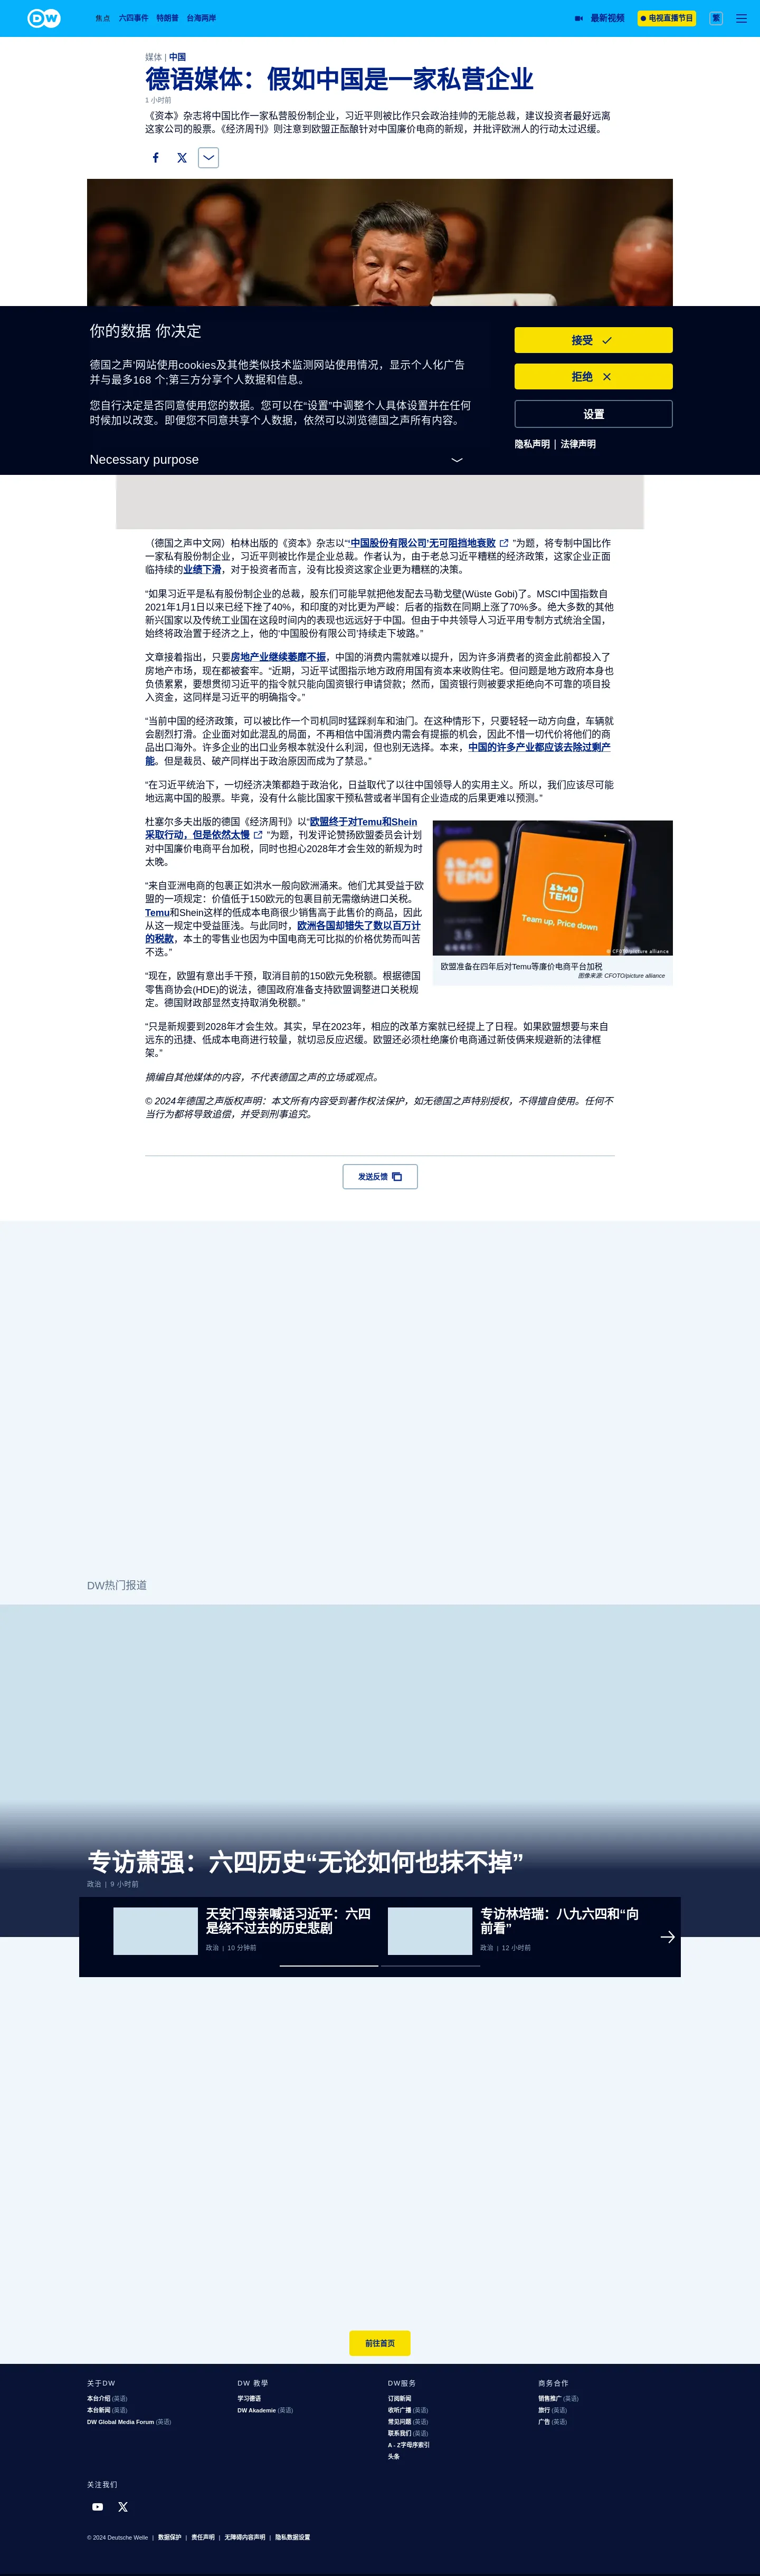 DW
焦点 六四事件 特朗普 台海两岸
最新视频 电视直播节目 繁
媒体 | 中国
德语媒体：假如中国是一家私营企业
1 小时前
《资本》杂志将中国比作一家私营股份制企业，习近平则被比作只会政治挂帅的无能总裁，建议投资者最好远离
这家公司的股票。《经济周刊》则注意到欧盟正酝酿针对中国廉价电商的新规，并批评欧洲人的行动太过迟缓。
你的数据 你决定
德国之声'网站使用cookies及其他类似技术监测网站使用情况，显示个人化广告
并与最多168 个;第三方分享个人数据和信息。
您自行决定是否同意使用您的数据。您可以在“设置”中调整个人具体设置并在任何
时候加以改变。即便您不同意共享个人数据，依然可以浏览德国之声所有内容。
Necessary purpose
接受
拒绝
设置
隐私声明 | 法律声明
（德国之声中文网）柏林出版的《资本》杂志以“‘中国股份有限公司’无可阻挡地衰败 ”为题，将专制中国比作
一家私有股份制企业，习近平则被比作是企业总裁。作者认为，由于老总习近平糟糕的经济政策，这家企业正面
临持续的业绩下滑，对于投资者而言，没有比投资这家企业更为糟糕的决策。
“如果习近平是私有股份制企业的总裁，股东们可能早就把他发配去马勒戈壁(Wüste Gobi)了。MSCI中国指数自
2021年1月1日以来已经下挫了40%，和印度的对比更为严峻：后者的指数在同期上涨了70%多。绝大多数的其他
新兴国家以及传统工业国在这段时间内的表现也远远好于中国。但由于中共领导人习近平用专制方式统治全国，
始终将政治置于经济之上，他的‘中国股份有限公司’持续走下坡路。”
文章接着指出，只要房地产业继续萎靡不振，中国的消费内需就难以提升，因为许多消费者的资金此前都投入了
房地产市场，现在都被套牢。“近期，习近平试图指示地方政府用国有资本来收购住宅。但问题是地方政府本身也
负债累累，要想贯彻习近平的指令就只能向国资银行申请贷款；然而，国资银行则被要求拒绝向不可靠的项目投
入资金，这同样是习近平的明确指令。”
“当前中国的经济政策，可以被比作一个司机同时猛踩刹车和油门。在这种情形下，只要轻轻一动方向盘，车辆就
会剧烈打滑。企业面对如此混乱的局面，不再相信中国消费内需会有提振的机会，因此不惜一切代价将他们的商
品出口海外。许多企业的出口业务根本就没什么利润，但也别无选择。本来，中国的许多产业都应该去除过剩产
能。但是裁员、破产同样出于政治原因而成为了禁忌。”
“在习近平统治下，一切经济决策都趋于政治化，日益取代了以往中国领导人的实用主义。所以，我们应该尽可能
地远离中国的股票。毕竟，没有什么能比国家干预私营或者半国有企业造成的后果更难以预测。”
杜塞尔多夫出版的德国《经济周刊》以“欧盟终于对Temu和Shein
采取行动，但是依然太慢 ”为题，刊发评论赞扬欧盟委员会计划
对中国廉价电商平台加税，同时也担心2028年才会生效的新规为时
太晚。
“来自亚洲电商的包裹正如洪水一般向欧洲涌来。他们尤其受益于欧
盟的一项规定：价值低于150欧元的包裹目前无需缴纳进口关税。
Temu和Shein这样的低成本电商很少销售高于此售价的商品，因此
从这一规定中受益匪浅。与此同时，欧洲各国却错失了数以百万计
的税款，本土的零售业也因为中国电商无可比拟的价格优势而叫苦
不迭。”
TEMU
TEMU
Team up, Price down
© CFOTO/picture alliance
欧盟准备在四年后对Temu等廉价电商平台加税
图像来源: CFOTO/picture alliance
“现在，欧盟有意出手干预，取消目前的150欧元免税额。根据德国
零售商协会(HDE)的说法，德国政府准备支持欧盟调整进口关税规
定。德国财政部显然支持取消免税额。”
“只是新规要到2028年才会生效。其实，早在2023年，相应的改革方案就已经提上了日程。如果欧盟想要与来自
远东的迅捷、低成本电商进行较量，就切忌反应迟缓。欧盟还必须杜绝廉价电商通过新伎俩来规避新的法律框
架。”
摘编自其他媒体的内容，不代表德国之声的立场或观点。
© 2024年德国之声版权声明：本文所有内容受到著作权法保护，如无德国之声特别授权，不得擅自使用。任何不
当行为都将导致追偿，并受到刑事追究。
发送反馈
DW热门报道
专访萧强：六四历史“无论如何也抹不掉”
政治 | 9 小时前
天安门母亲喊话习近平：六四
是绕不过去的历史悲剧
政治 | 10 分钟前
专访林培瑞：八九六四和“向
前看”
政治 | 12 小时前
前往首页
关于DW
本台介绍 (英语)
本台新闻 (英语)
DW Global Media Forum (英语)
DW 教學
学习德语
DW Akademie (英语)
DW服务
订阅新闻
收听广播 (英语)
常见问题 (英语)
联系我们 (英语)
A - Z字母序索引
头条
商务合作
销售推广 (英语)
旅行 (英语)
广告 (英语)
关注我们
© 2024 Deutsche Welle | 数据保护 | 责任声明 | 无障碍内容声明 | 隐私数据设置